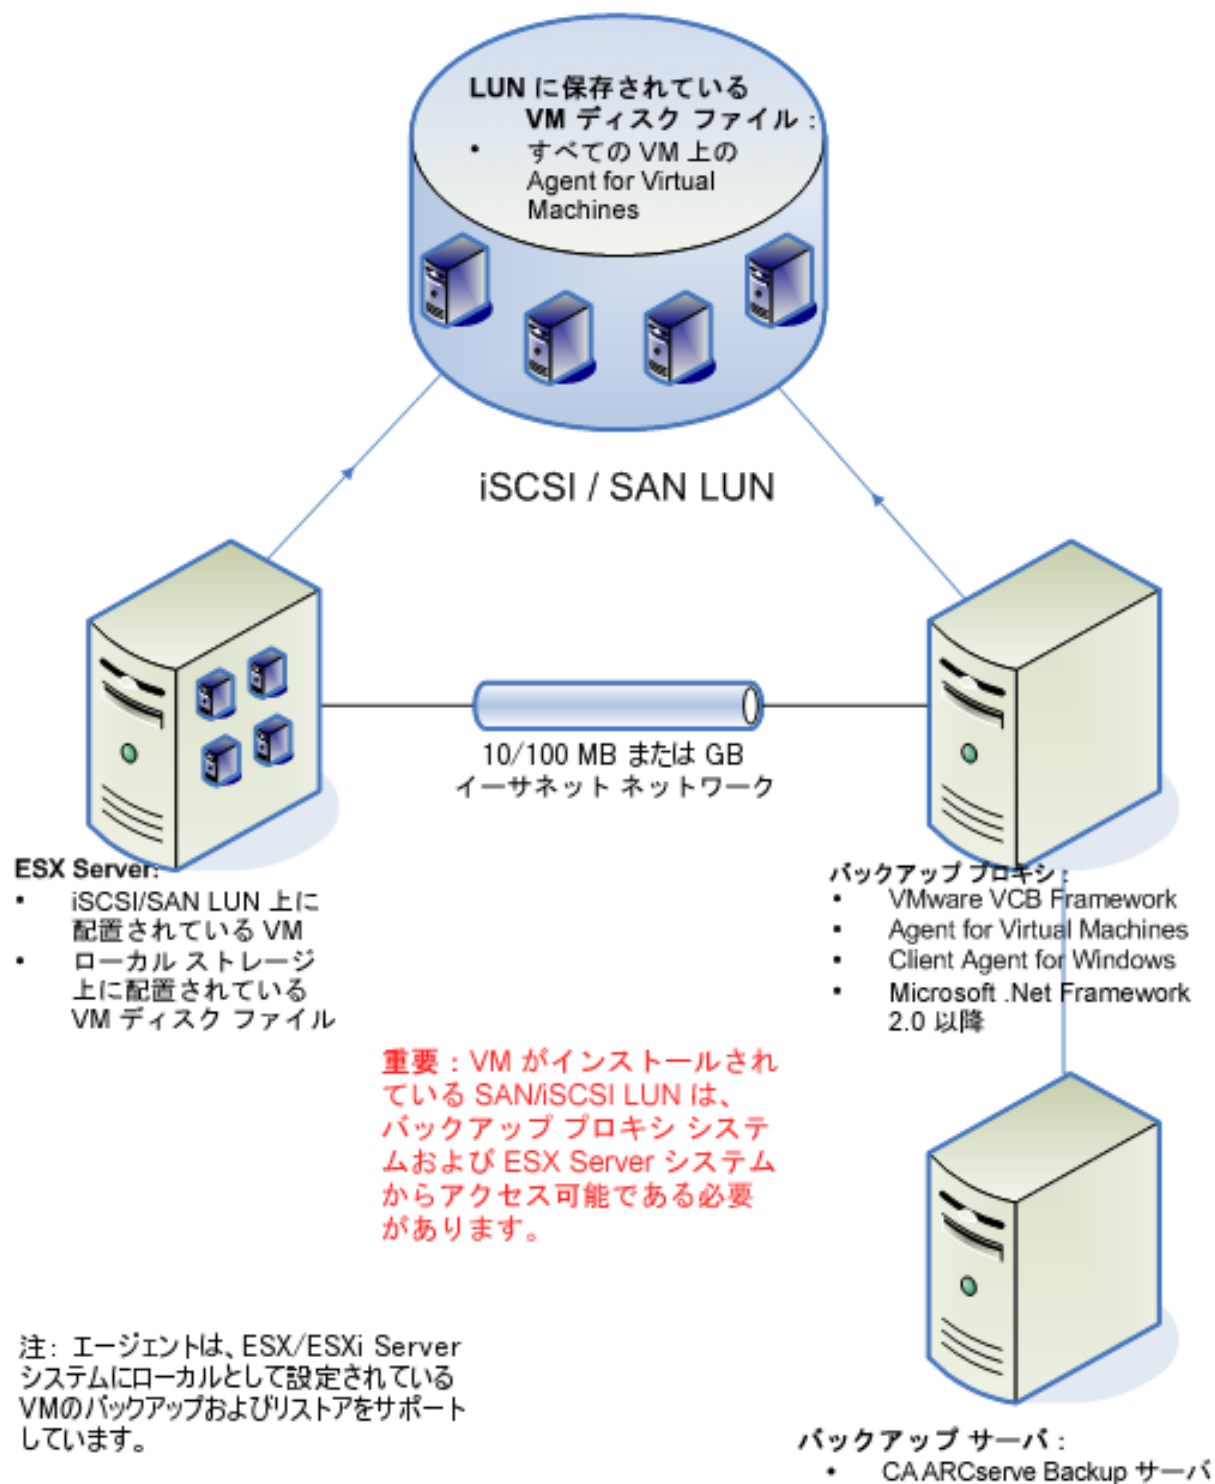 LUN に保存されている
VM ディスク ファイル :
• すべての VM 上の
Agent for Virtual
Machines
iSCSI / SAN LUN
10/100 MB または GB
イーサネット ネットワーク
ESX Server:
• iSCSI/SAN LUN 上に
配置されている VM
• ローカル ストレージ
上に配置されている
VM ディスク ファイル
バックアップ プロキシ :
• VMware VCB Framework
• Agent for Virtual Machines
• Client Agent for Windows
• Microsoft .Net Framework
2.0 以降
重要 : VM がインストールされ
ている SAN/iSCSI LUN は、
バックアップ プロキシ システ
ムおよび ESX Server システム
からアクセス可能である必要
があります。
注: エージェントは、ESX/ESXi Server
システムにローカルとして設定されている
VMのバックアップおよびリストアをサポート
しています。
バックアップ サーバ :
• CA ARCserve Backup サーバ